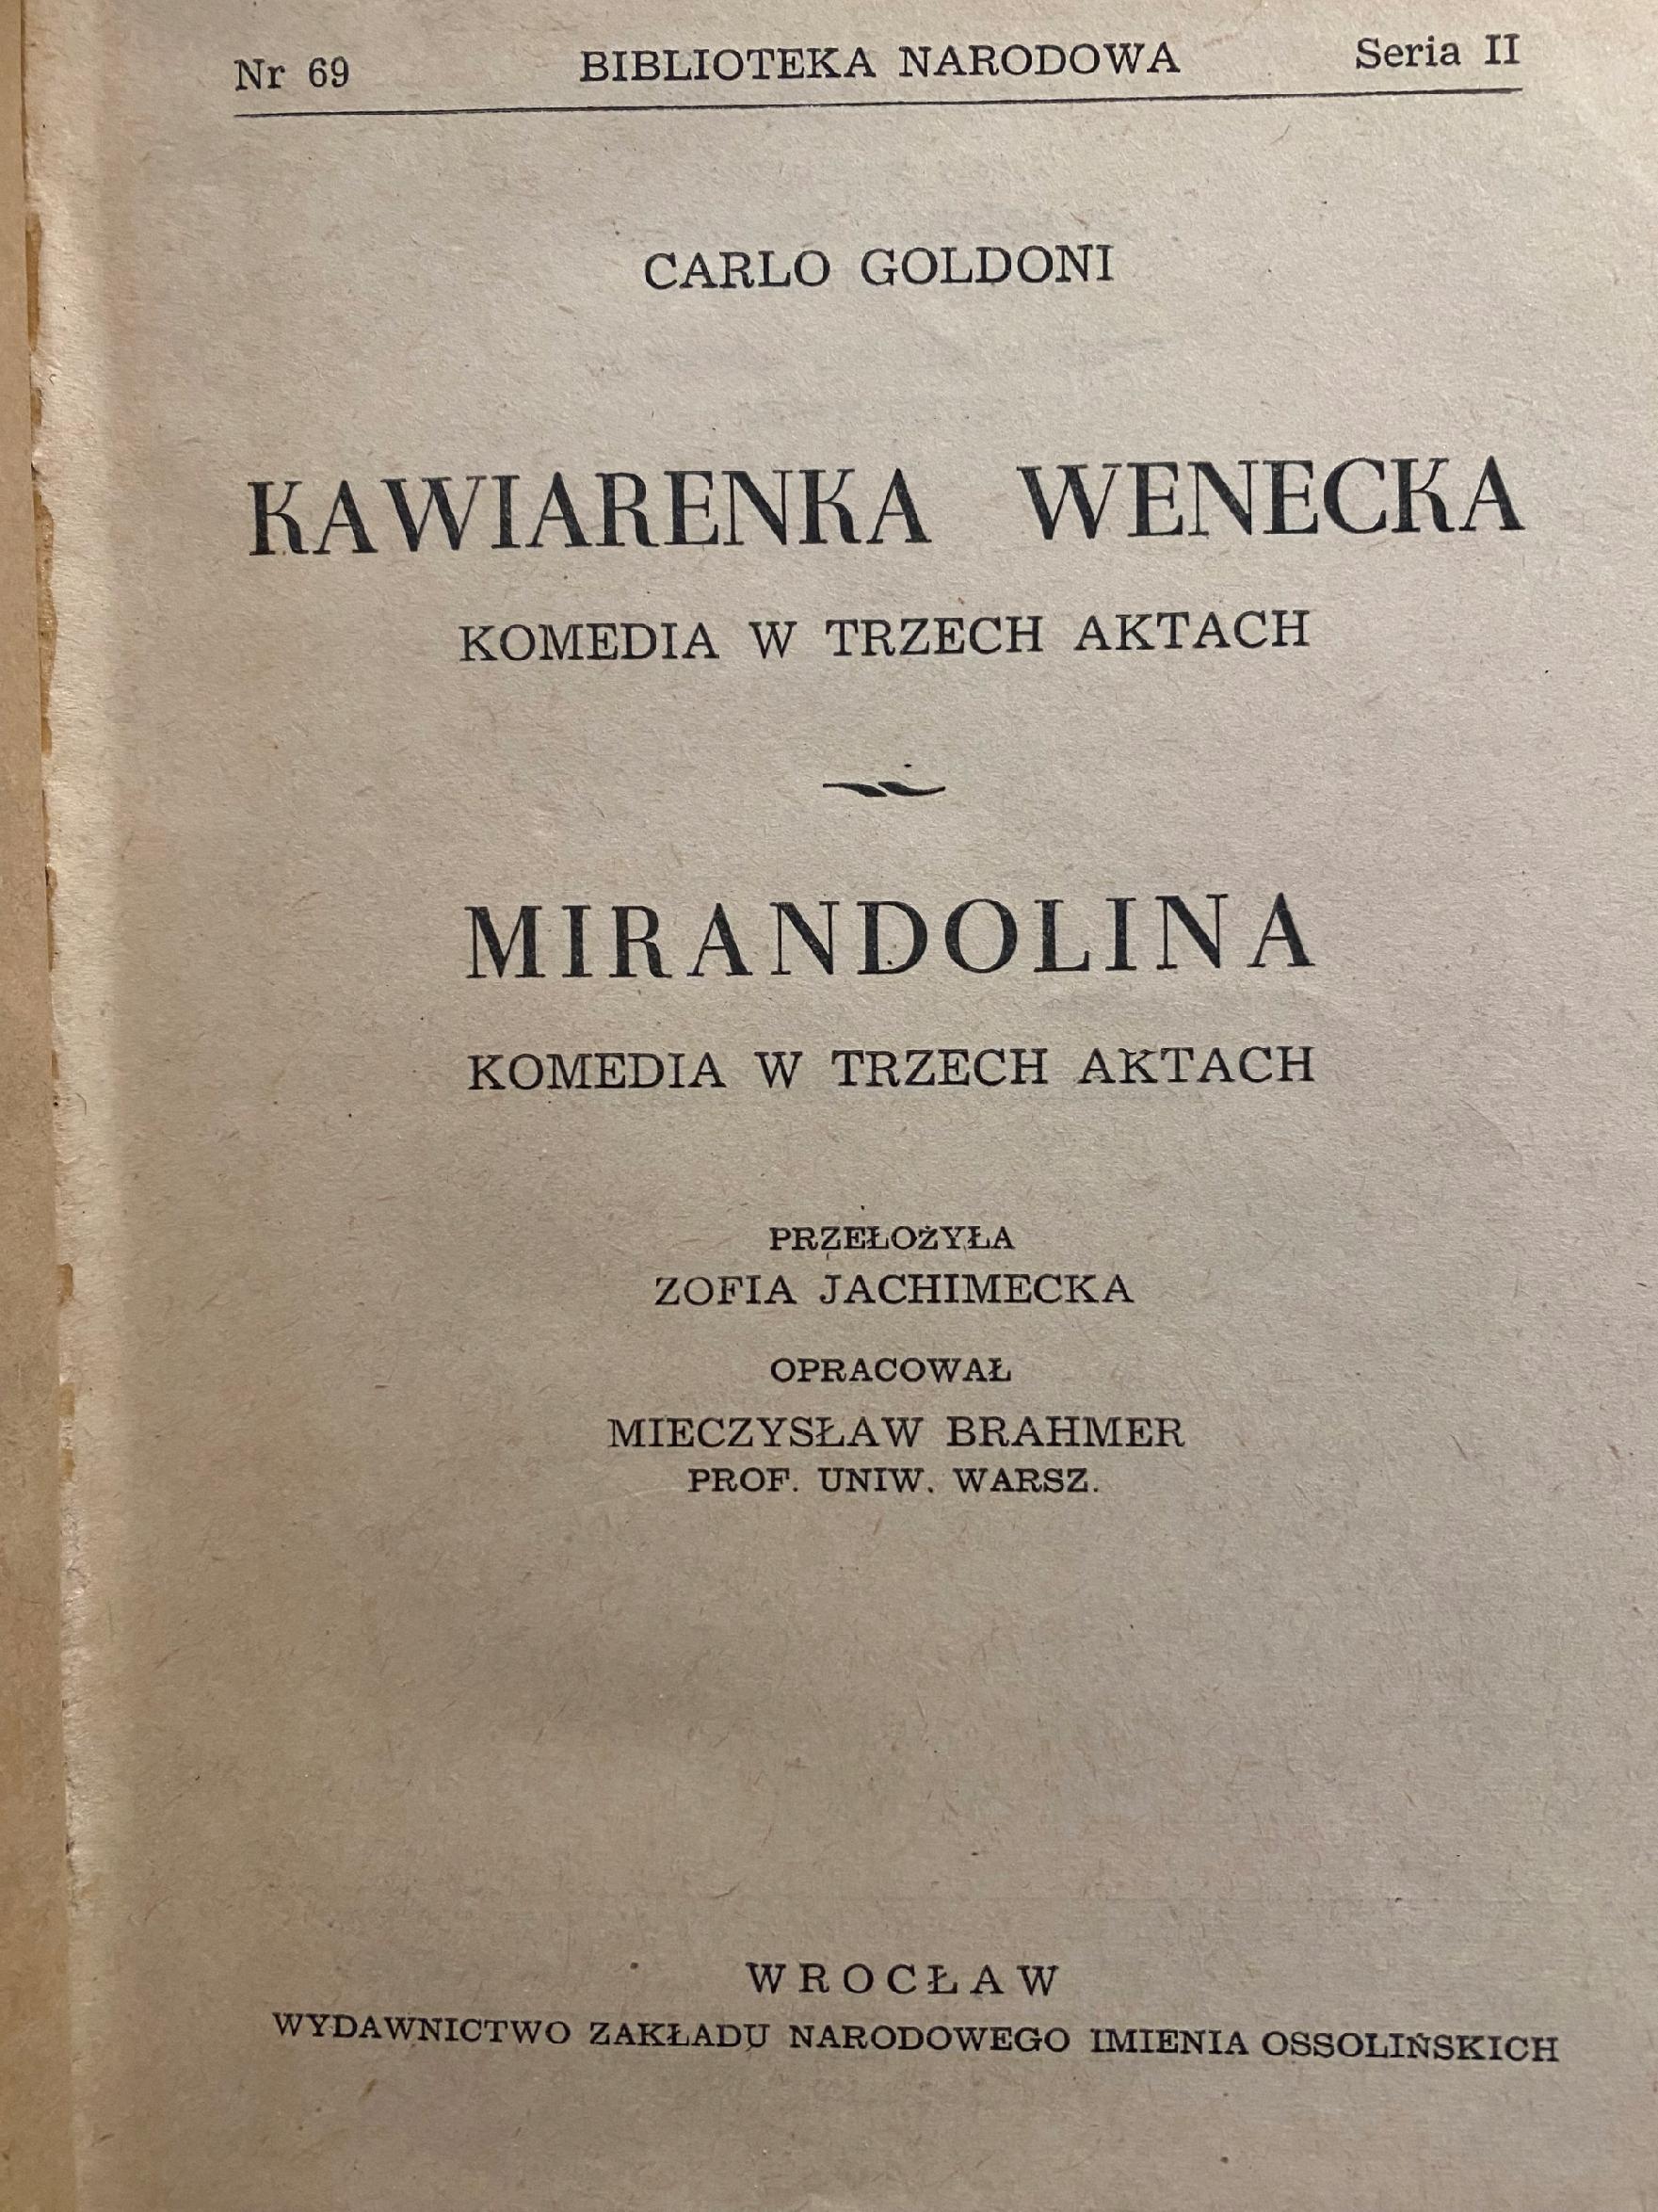 Nr 69 BIBLIOTEKA NARODOWA Seria II
CARLO GOLDONI
KAWIARENKA WENECKA
KOMEDIA W TRZECH AKTACH
MIRANDOLINA
KOMEDIA W TRZECH AKTACH
PRZEŁOŻYŁA
ZOFIA JACHIMECKA
OPRACOWAŁ
MIECZYSŁAW BRAHMER
PROF. UNIW. WARSZ.
WROCŁAW
WYDAWNICTWO ZAKŁADU NARODOWEGO IMIENIA OSSOLIŃSKICH